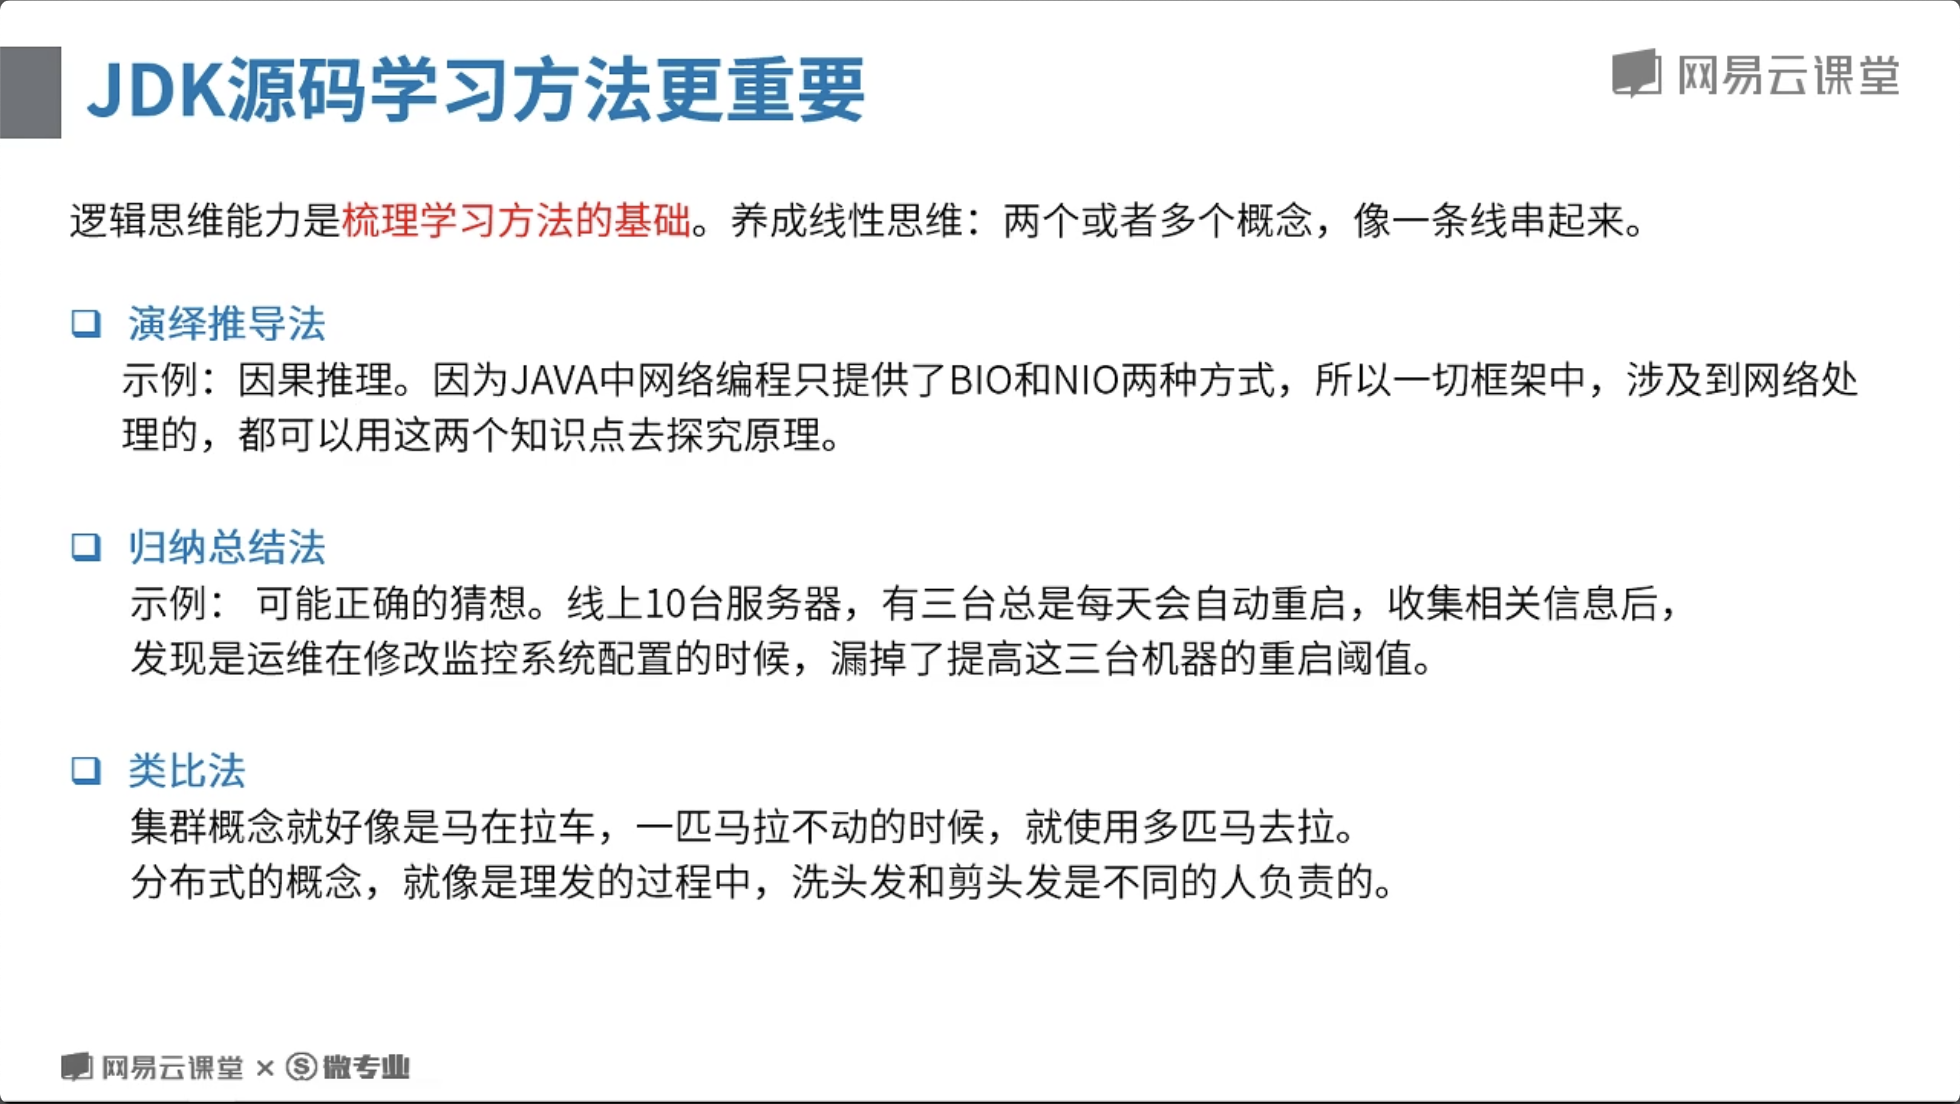 JDK源码学习方法更重要
网易云课堂
逻辑思维能力是梳理学习方法的基础。养成线性思维：两个或者多个概念，像一条线串起来。
演绎推导法
示例：因果推理。因为JAVA中网络编程只提供了BIO和NIO两种方式，所以一切框架中，涉及到网络处
理的，都可以用这两个知识点去探究原理。
归纳总结法
示例： 可能正确的猜想。线上10台服务器，有三台总是每天会自动重启，收集相关信息后，
发现是运维在修改监控系统配置的时候，漏掉了提高这三台机器的重启阈值。
类比法
集群概念就好像是马在拉车，一匹马拉不动的时候，就使用多匹马去拉。
分布式的概念，就像是理发的过程中，洗头发和剪头发是不同的人负责的。
网易云课堂 × 微专业